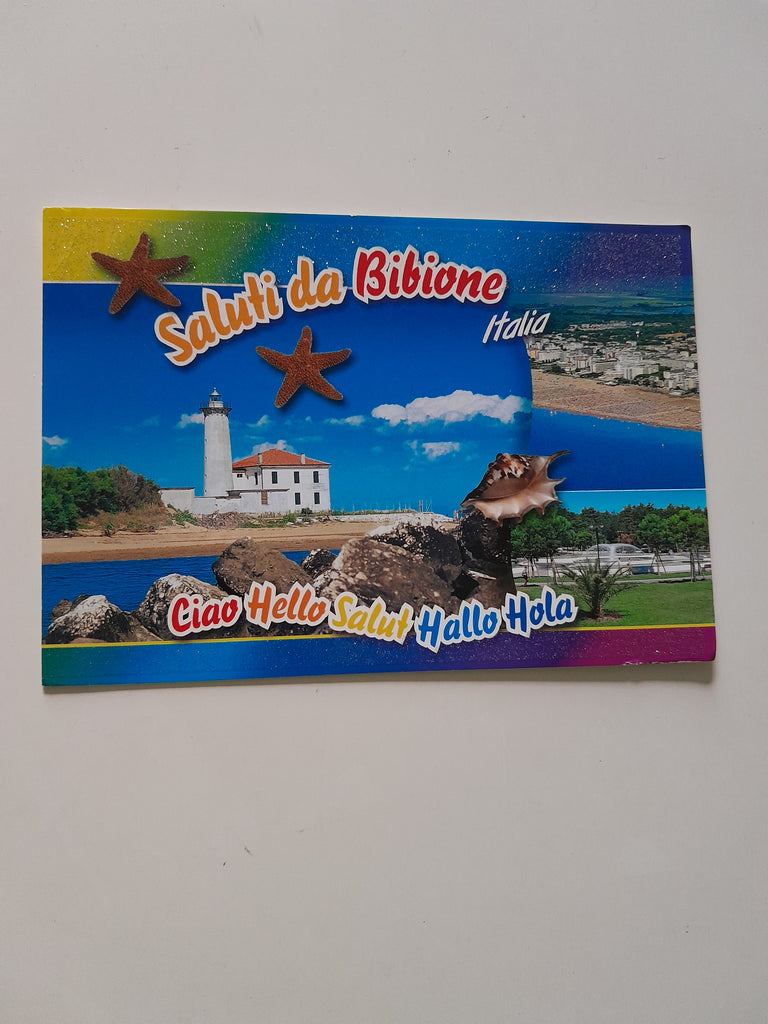 Saluti da Bibione
Italia
Ciao Hello Salut Hallo Hola